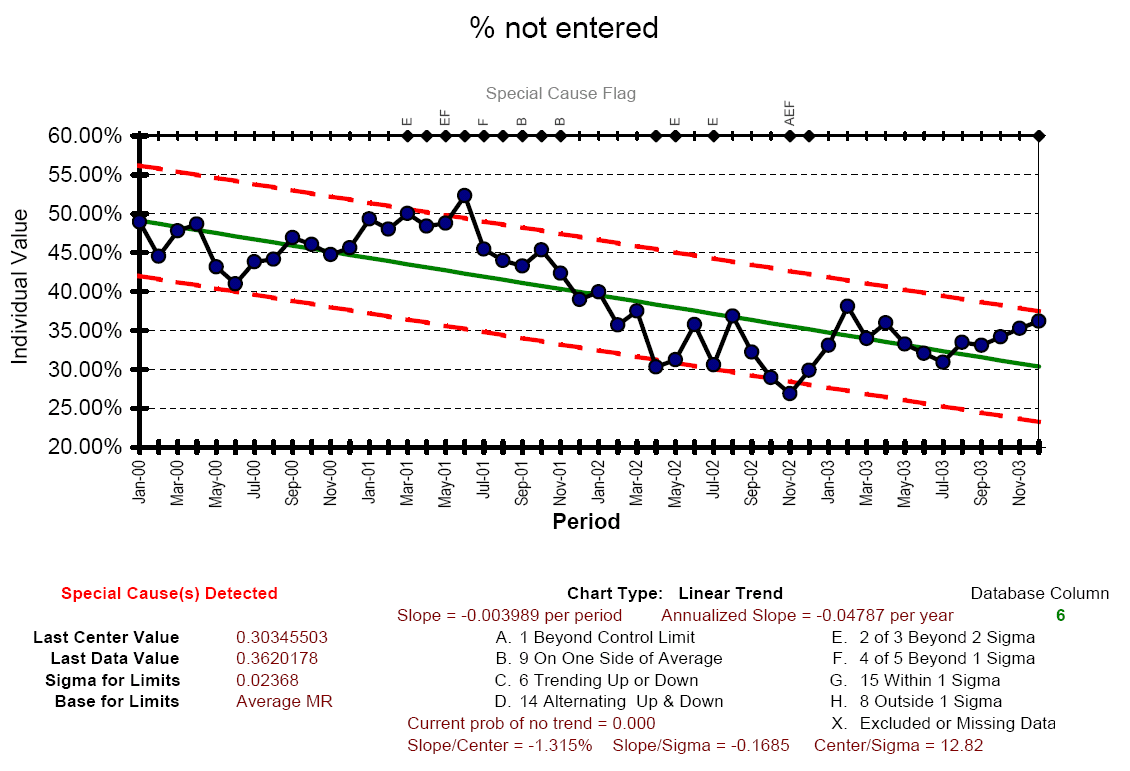 % not entered
Special Cause Flag
E EF F B B E E AEF
60.00%
55.00%
50.00%
45.00%
40.00%
35.00%
30.00%
25.00%
20.00%
Individual Value
Jan-00 Mar-00 May-00 Jul-00 Sep-00 Nov-00 Jan-01 Mar-01 May-01 Jul-01 Sep-01 Nov-01 Jan-02 Mar-02 May-02 Jul-02 Sep-02 Nov-02 Jan-03 Mar-03 May-03 Jul-03 Sep-03 Nov-03
Period
Special Cause(s) Detected Chart Type: Linear Trend Database Column
Slope = -0.003989 per period Annualized Slope = -0.04787 per year 6
Last Center Value 0.30345503 A. 1 Beyond Control Limit E. 2 of 3 Beyond 2 Sigma
Last Data Value 0.3620178 B. 9 On One Side of Average F. 4 of 5 Beyond 1 Sigma
Sigma for Limits 0.02368 C. 6 Trending Up or Down G. 15 Within 1 Sigma
Base for Limits Average MR D. 14 Alternating Up & Down H. 8 Outside 1 Sigma
Current prob of no trend = 0.000 X. Excluded or Missing Data
Slope/Center = -1.315% Slope/Sigma = -0.1685 Center/Sigma = 12.82